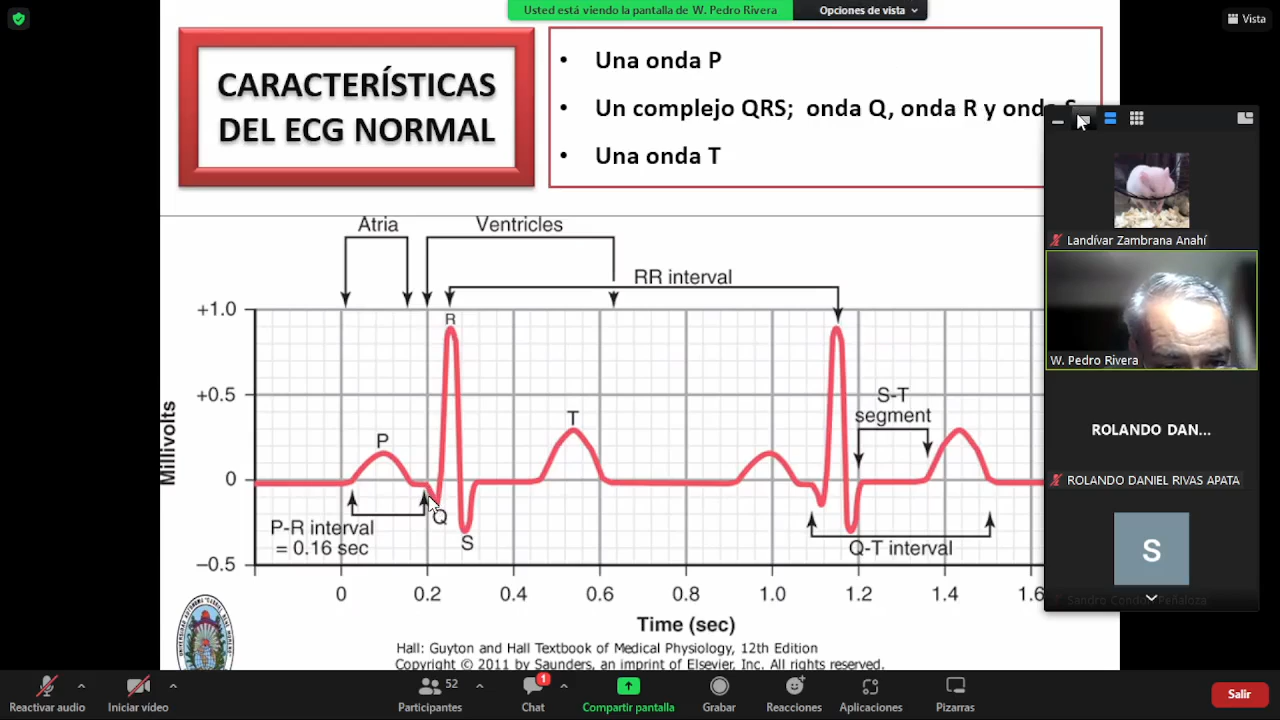 Usted está viendo la pantalla de W. Pedro Rivera
Opciones de vista
Vista
CARACTERÍSTICAS
DEL ECG NORMAL
• Una onda P
• Un complejo QRS; onda Q, onda R y onda S
• Una onda T
Landívar Zambrana Anahí
W. Pedro Rivera
ROLANDO DAN...
ROLANDO DANIEL RIVAS APATA
S
Atria
Ventricles
RR interval
+1.0
R
+0.5
S-T
segment
T
P
Millivolts
0
Q
P-R interval
= 0.16 sec
S
Q-T interval
–0.5
0 0.2 0.4 0.6 0.8 1.0 1.2 1.4 1.6
Time (sec)
Hall: Guyton and Hall Textbook of Medical Physiology, 12th Edition
Copyright © 2011 by Saunders, an imprint of Elsevier, Inc. All rights reserved.
52
1
Reactivar audio
Iniciar video
Participantes
Chat
Compartir pantalla
Grabar
Reacciones
Aplicaciones
Pizarras
Salir